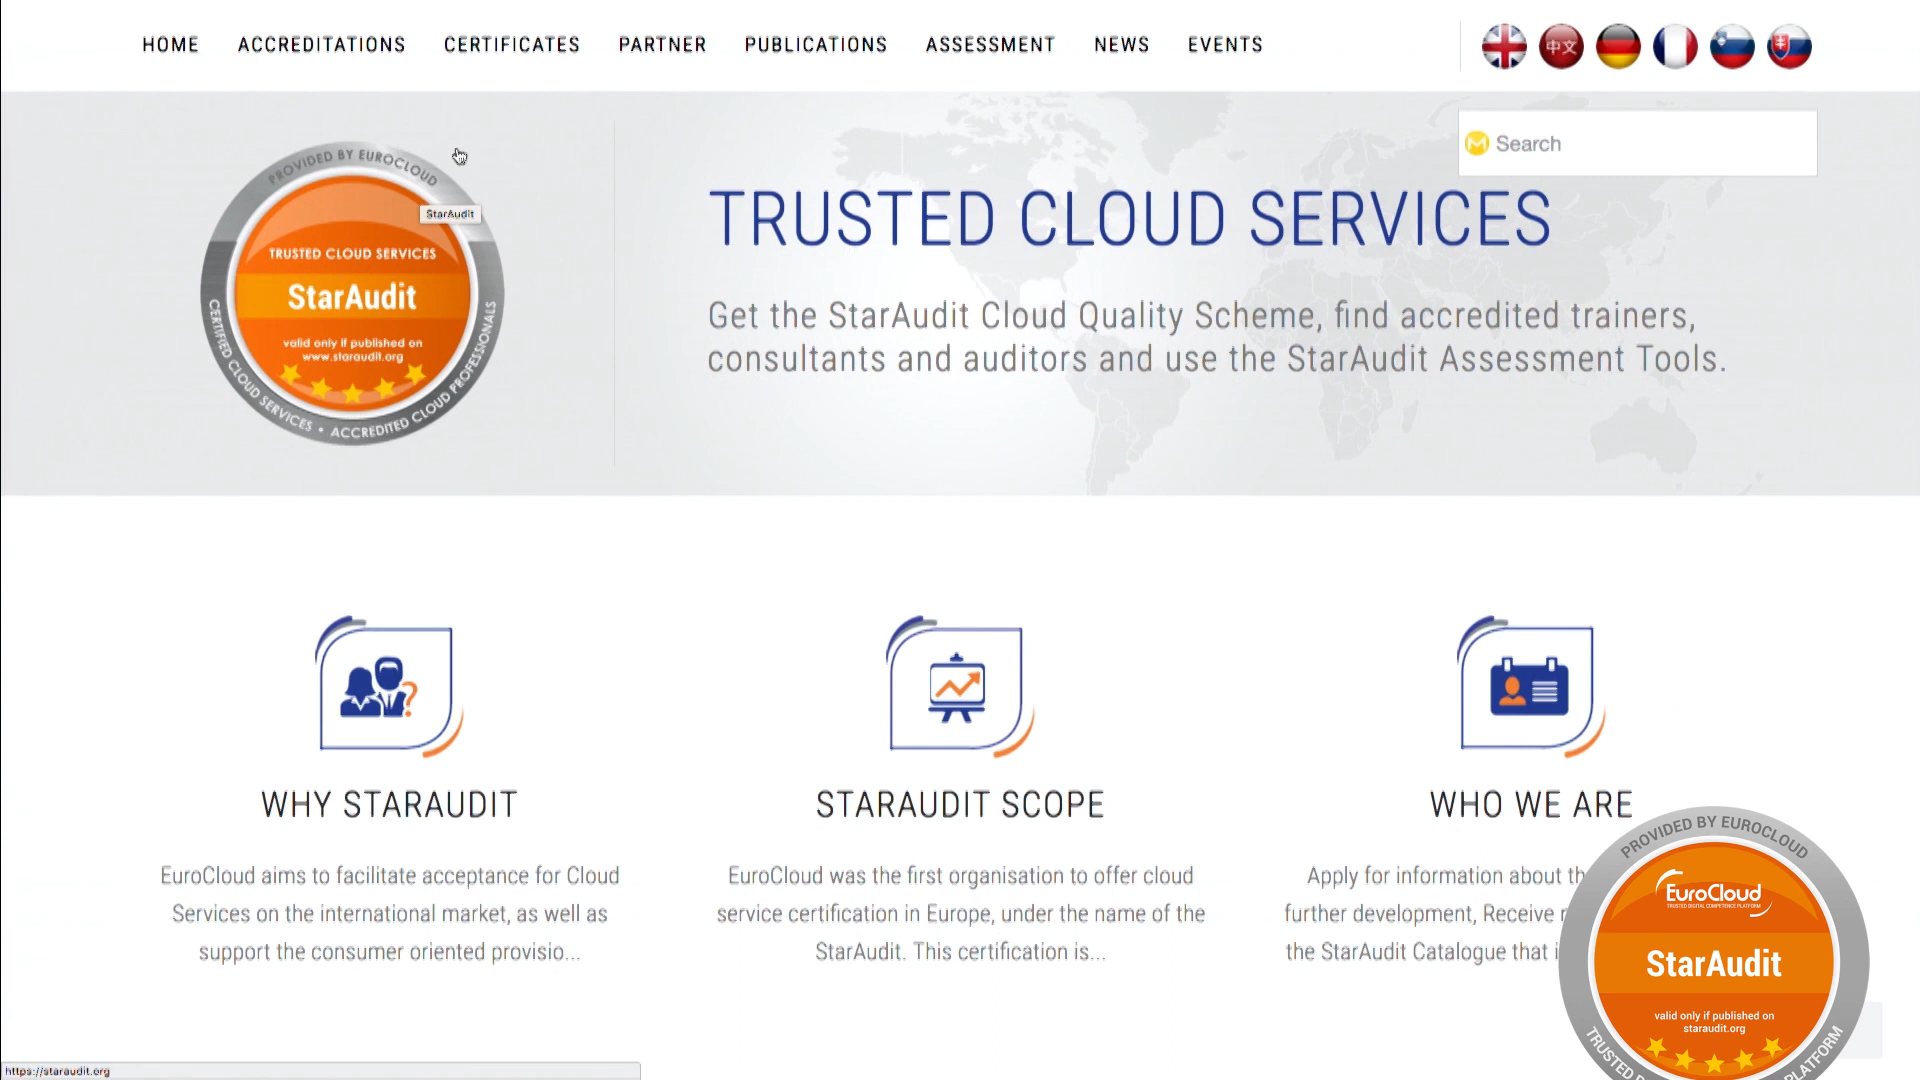 HOME ACCREDITATIONS CERTIFICATES PARTNER PUBLICATIONS ASSESSMENT NEWS EVENTS
中文
Search
PROVIDED BY EUROCLOUD
StarAudit
TRUSTED CLOUD SERVICES
StarAudit
valid only if published on
www.staraudit.org
CERTIFIED CLOUD SERVICES • ACCREDITED CLOUD PROFESSIONALS
TRUSTED CLOUD SERVICES
Get the StarAudit Cloud Quality Scheme, find accredited trainers,
consultants and auditors and use the StarAudit Assessment Tools.
WHY STARAUDIT
EuroCloud aims to facilitate acceptance for Cloud
Services on the international market, as well as
support the consumer oriented provisio...
STARAUDIT SCOPE
EuroCloud was the first organisation to offer cloud
service certification in Europe, under the name of the
StarAudit. This certification is...
WHO WE ARE
Apply for information about
further development, Receive
the StarAudit Catalogue that
PROVIDED BY EUROCLOUD
EuroCloud
TRUSTED DIGITAL COMPETENCE PLATFORM
StarAudit
valid only if published on
staraudit.org
TRUSTED
PLATFORM
https://staraudit.org